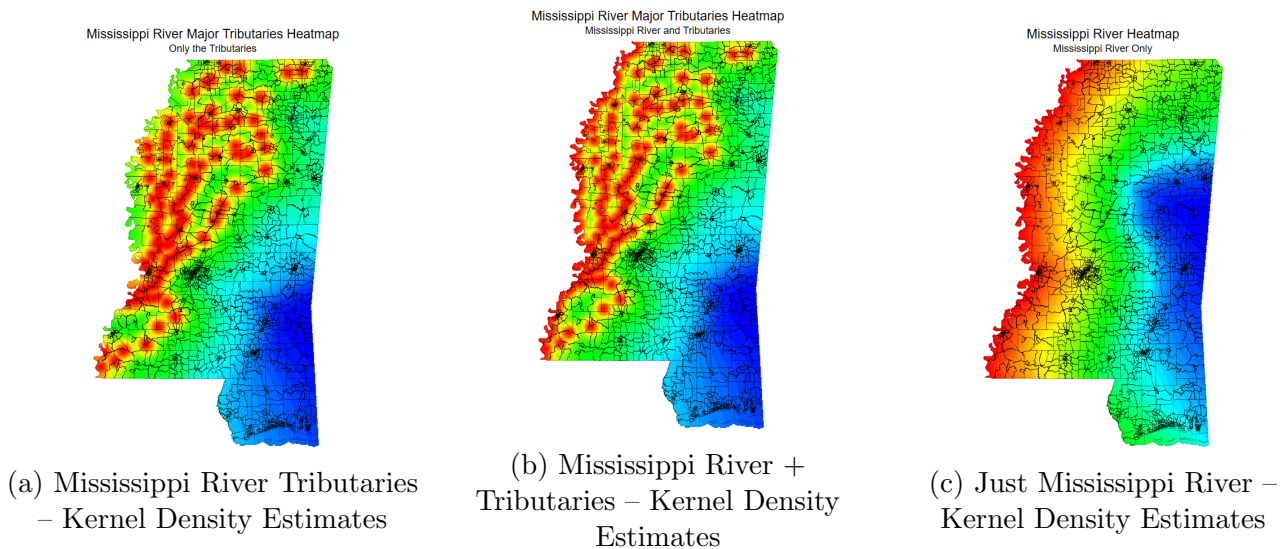 Mississippi River Major Tributaries Heatmap
Only the Tributaries
(a) Mississippi River Tributaries
– Kernel Density Estimates
Mississippi River Major Tributaries Heatmap
Mississippi River and Tributaries
(b) Mississippi River +
Tributaries – Kernel Density
Estimates
Mississippi River Heatmap
Mississippi River Only
(c) Just Mississippi River –
Kernel Density Estimates